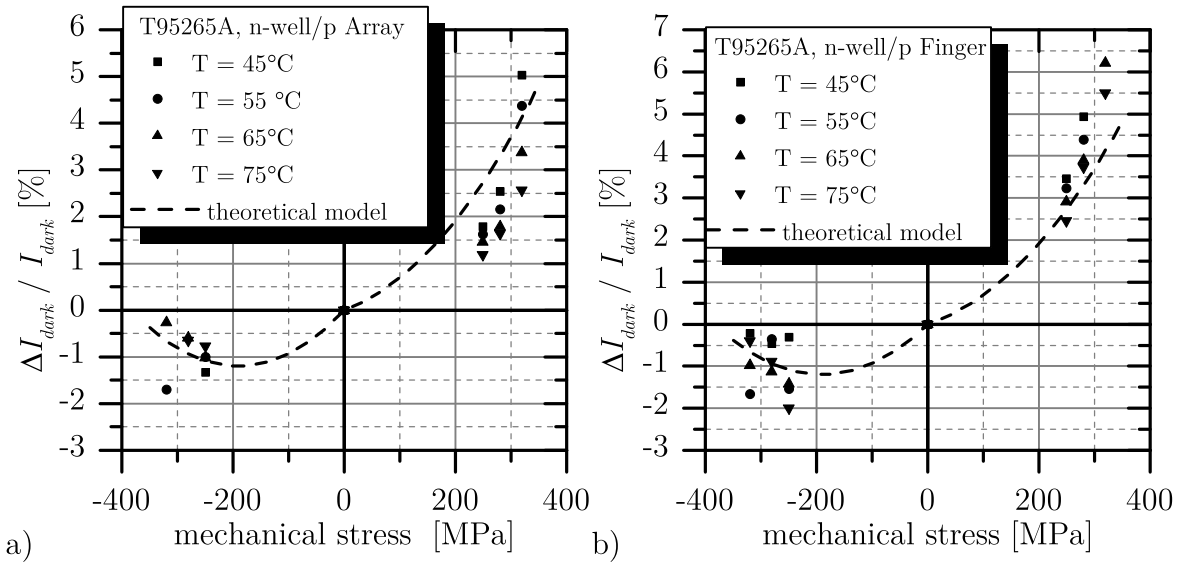 T95265A, n-well/p Array
T = 45°C
T = 55 °C
T = 65°C
T = 75°C
theoretical model
6
5
4
3
2
1
0
-1
-2
-3
-400 -200 0 200 400
ΔI_dark / I_dark [%]
mechanical stress [MPa]
a)
T95265A, n-well/p Finger
T = 45°C
T = 55°C
T = 65°C
T = 75°C
theoretical model
7
6
5
4
3
2
1
0
-1
-2
-3
-400 -200 0 200 400
ΔI_dark / I_dark [%]
mechanical stress [MPa]
b)